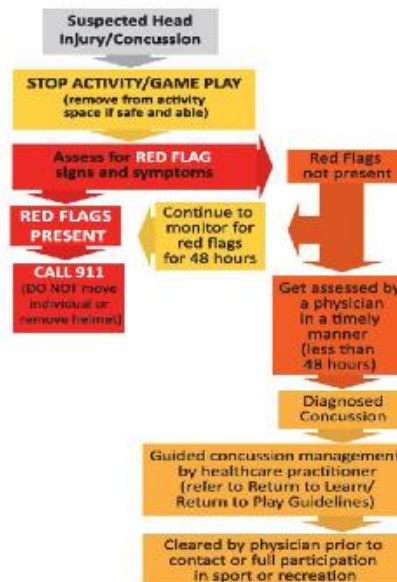 Suspected Head
Injury/Concussion
STOP ACTIVITY/GAME PLAY
(remove from activity
space if safe and able)
Assess for RED FLAG
signs and symptoms
Red Flags
not present
RED FLAGS
PRESENT
Continue to
monitor for
red flags
for 48 hours
CALL 911
(DO NOT move
individual or
remove helmet)
Get assessed by
a physician in
a timely
manner
(less than
48 hours)
Diagnosed
Concussion
Guided concussion management
by healthcare practitioner
(refer to Return to Learn/
Return to Play Guidelines)
Cleared by physician prior to
contact or full participation
in sport or recreation